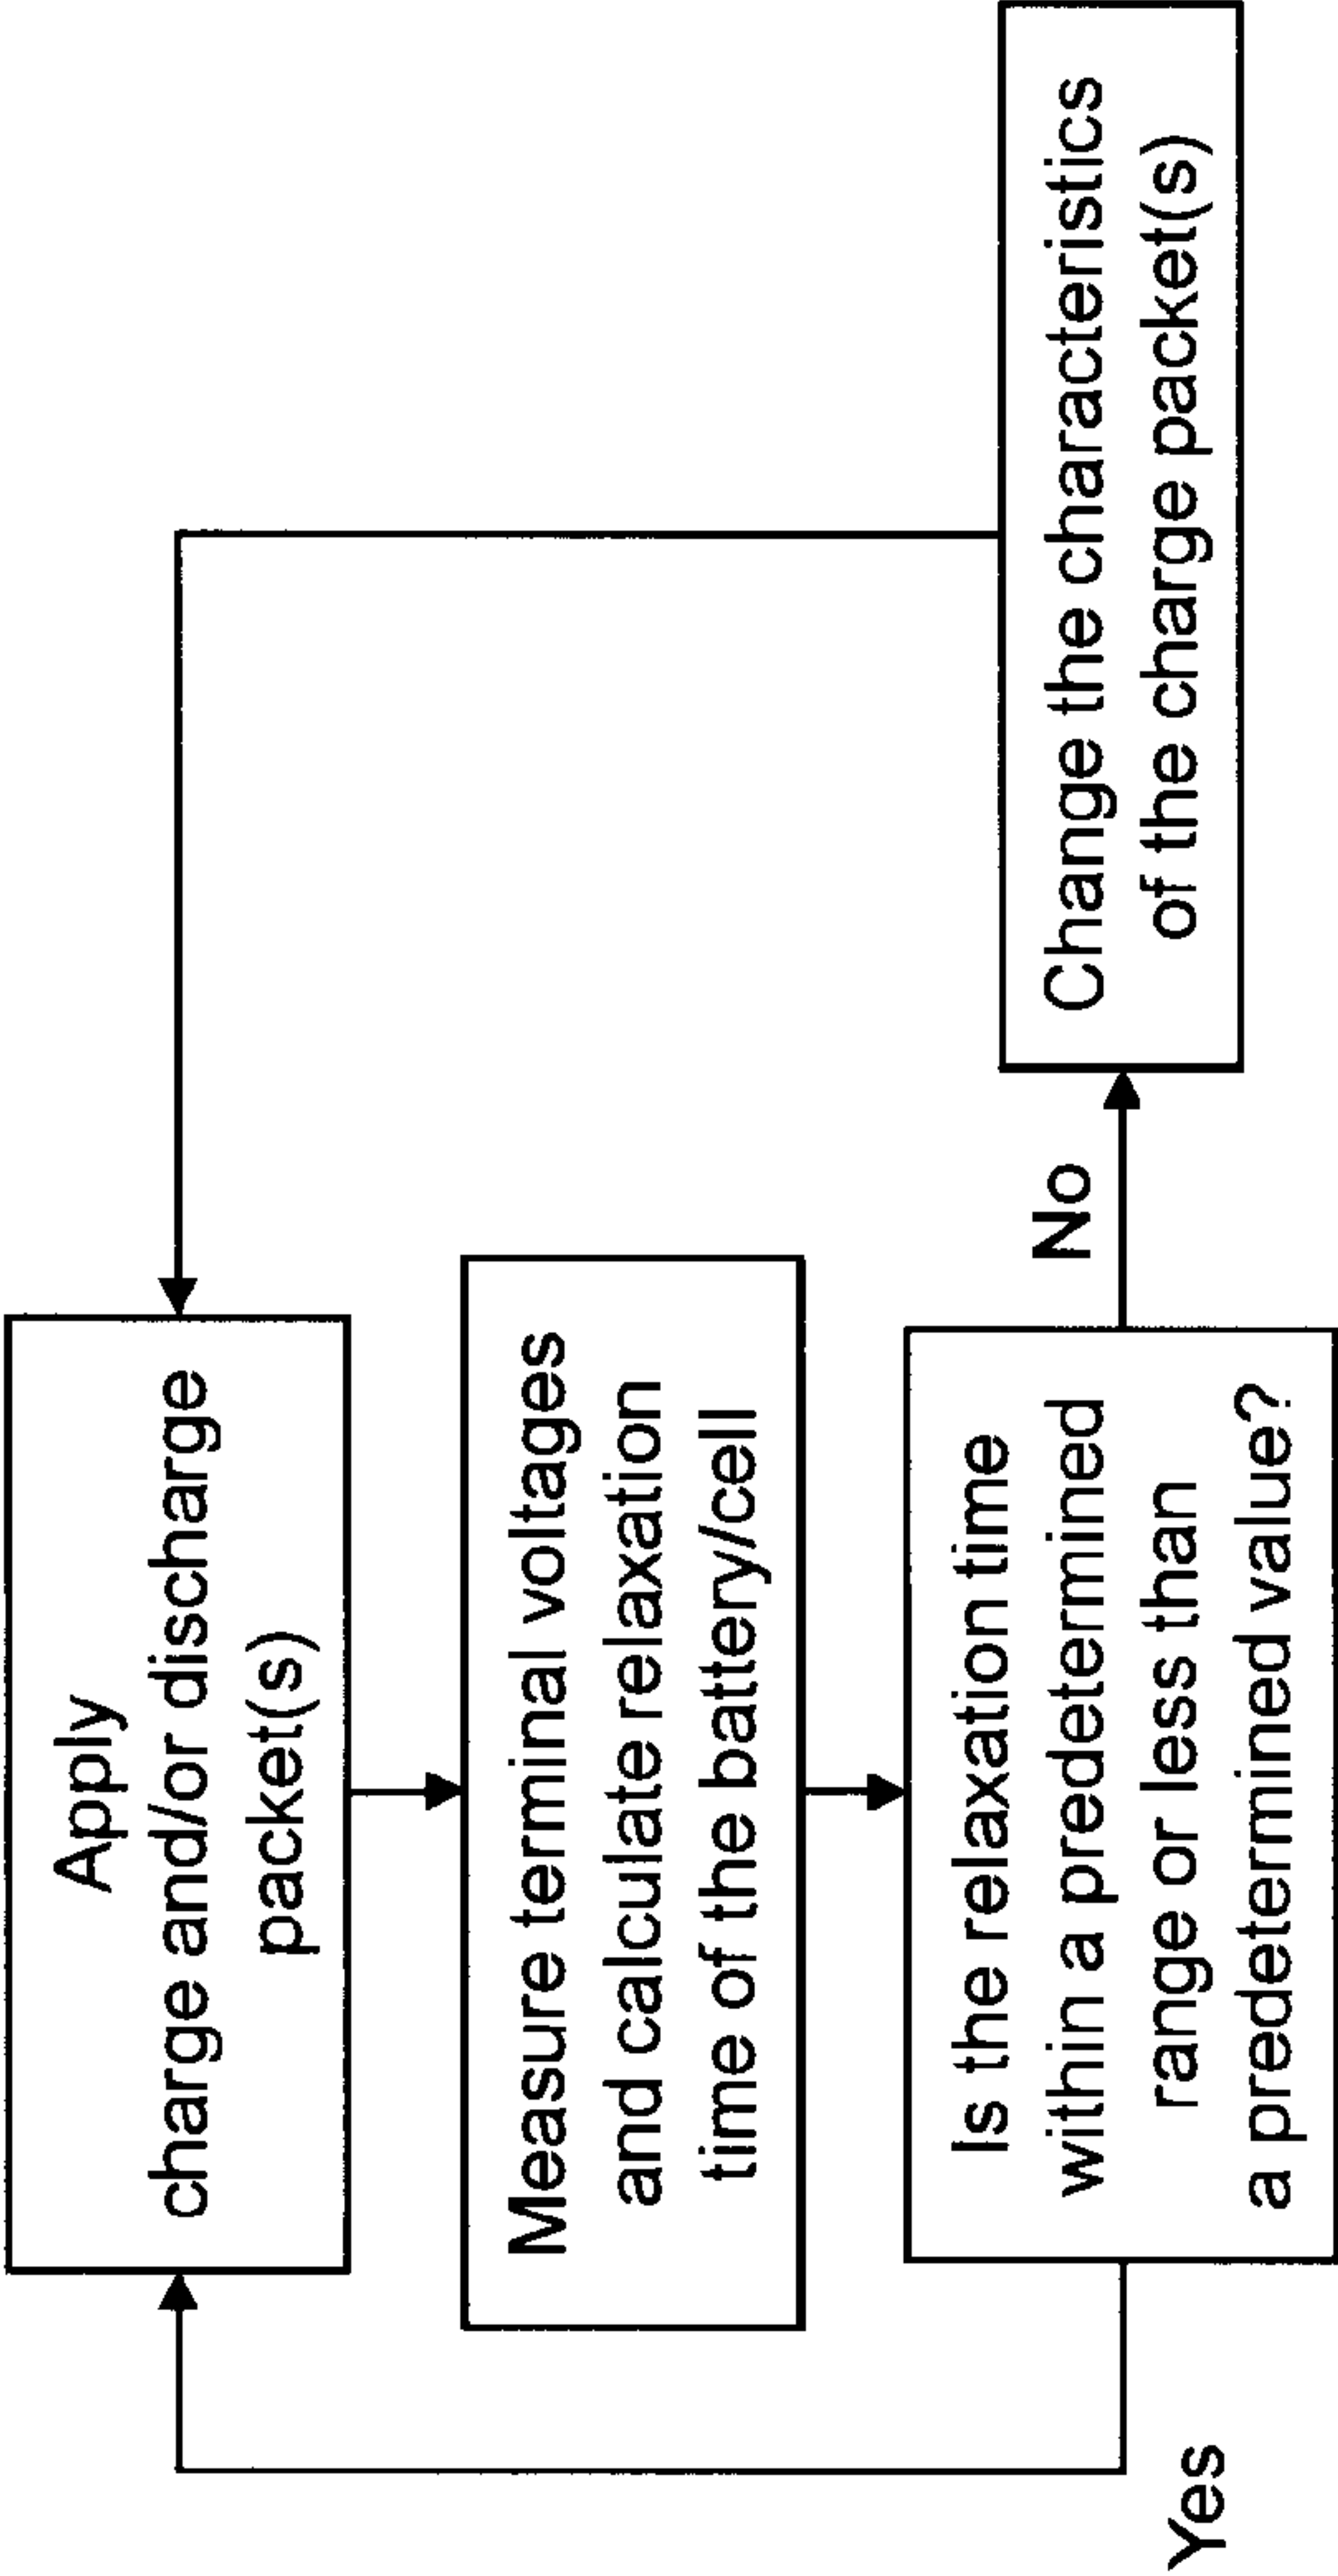 Apply
charge and/or discharge
packet(s)
Measure terminal voltages
and calculate relaxation
time of the battery/cell
Is the relaxation time
within a predetermined
range or less than
a predetermined value?
Yes
No
Change the characteristics
of the charge packet(s)